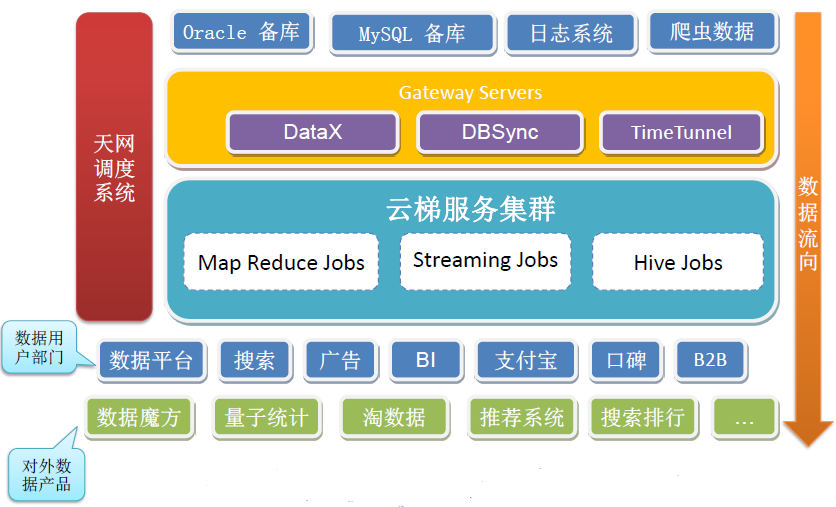 Oracle 备库
MySQL 备库
日志系统
爬虫数据
Gateway Servers
DataX
DBSync
TimeTunnel
天网
调度
系统
云梯服务集群
Map Reduce Jobs
Streaming Jobs
Hive Jobs
数据流向
数据用
户部门
数据平台
搜索
广告
BI
支付宝
口碑
B2B
数据魔方
量子统计
淘数据
推荐系统
搜索排行
...
对外数
据产品